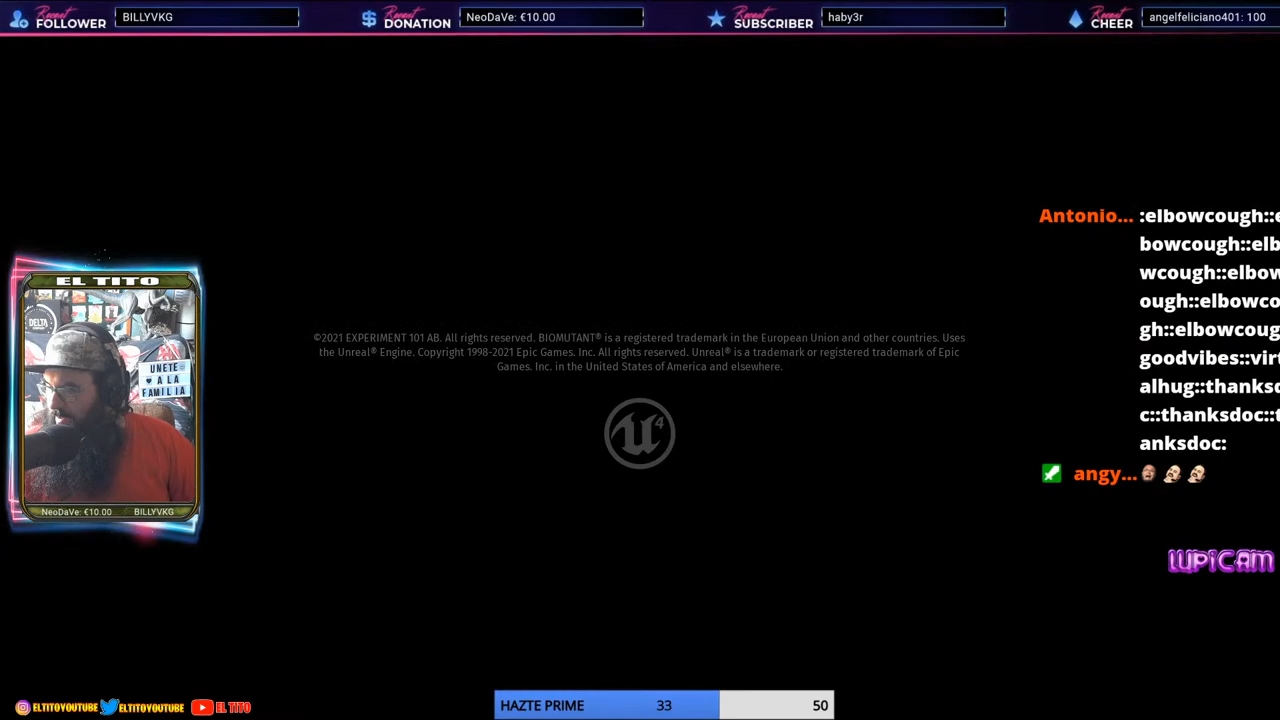 Recent FOLLOWER BILLYVKG Recent DONATION NeoDaVe: €10.00 Recent SUBSCRIBER haby3r Recent CHEER angelfeliciano401: 100
Antonio... :elbowcough::e
bowcough::elb
wcough::elbow
ough::elbowco
gh::elbowcoug
goodvibes::virt
alhug::thanksd
c::thanksdoc::t
anksdoc:
angy...
EL TITO
DELTA
UNETE
♥ A LA
FAMILIA
NeoDaVe: €10.00 BILLYVKG
©2021 EXPERIMENT 101 AB. All rights reserved. BIOMUTANT® is a registered trademark in the European Union and other countries. Uses
the Unreal® Engine. Copyright 1998-2021 Epic Games. Inc. All rights reserved. Unreal® is a trademark or registered trademark of Epic
Games. Inc. in the United States of America and elsewhere.
U4
LUPICAM
ELTITOYOUTUBE ELTITOYOUTUBE EL TITO
HAZTE PRIME 33 50